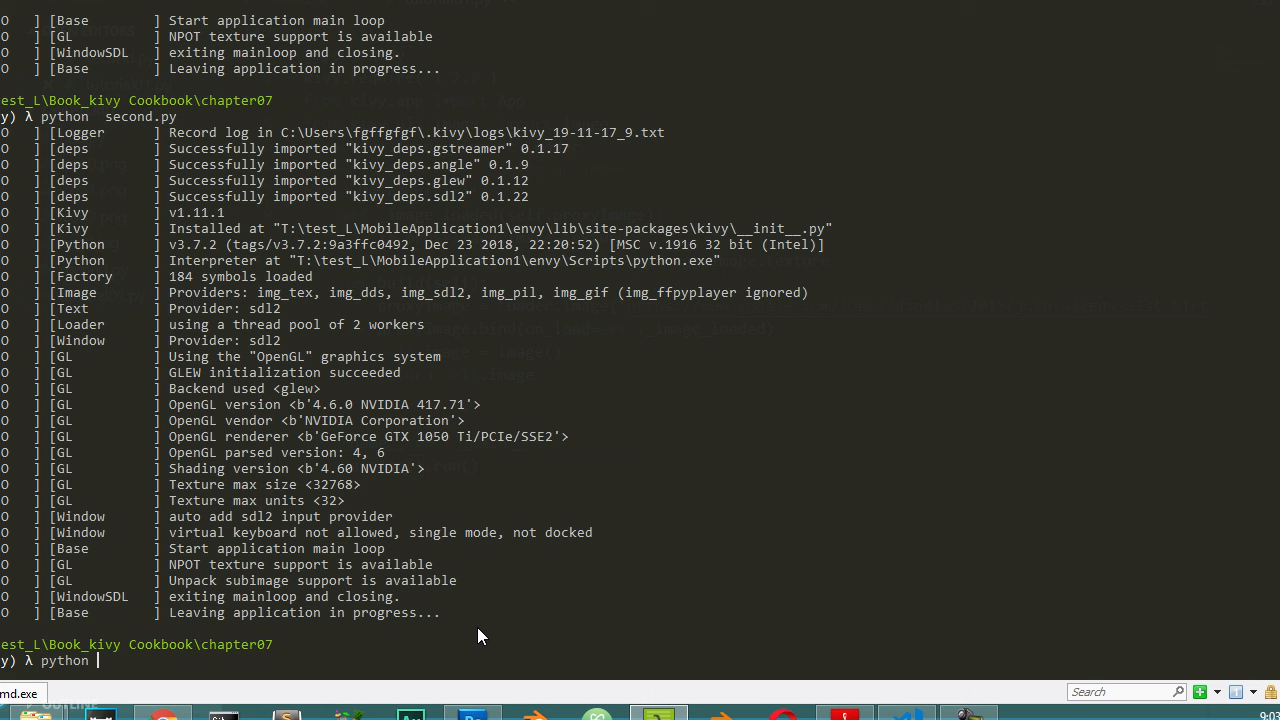 O   ] [Base        ] Start application main loop
O   ] [GL          ] NPOT texture support is available
O   ] [WindowSDL   ] exiting mainloop and closing.
O   ] [Base        ] Leaving application in progress...
est_L\Book_kivy Cookbook\chapter07
y) λ python  second.py
O   ] [Logger      ] Record log in C:\Users\fgffgfgf\.kivy\logs\kivy_19-11-17_9.txt
O   ] [deps        ] Successfully imported "kivy_deps.gstreamer" 0.1.17
O   ] [deps        ] Successfully imported "kivy_deps.angle" 0.1.9
O   ] [deps        ] Successfully imported "kivy_deps.glew" 0.1.12
O   ] [deps        ] Successfully imported "kivy_deps.sdl2" 0.1.22
O   ] [Kivy        ] v1.11.1
O   ] [Kivy        ] Installed at "T:\test_L\MobileApplication1\envy\lib\site-packages\kivy\__init__.py"
O   ] [Python      ] v3.7.2 (tags/v3.7.2:9a3ffc0492, Dec 23 2018, 22:20:52) [MSC v.1916 32 bit (Intel)]
O   ] [Python      ] Interpreter at "T:\test_L\MobileApplication1\envy\Scripts\python.exe"
O   ] [Factory     ] 184 symbols loaded
O   ] [Image       ] Providers: img_tex, img_dds, img_sdl2, img_pil, img_gif (img_ffpyplayer ignored)
O   ] [Text        ] Provider: sdl2
O   ] [Loader      ] using a thread pool of 2 workers
O   ] [Window      ] Provider: sdl2
O   ] [GL          ] Using the "OpenGL" graphics system
O   ] [GL          ] GLEW initialization succeeded
O   ] [GL          ] Backend used <glew>
O   ] [GL          ] OpenGL version <b'4.6.0 NVIDIA 417.71'>
O   ] [GL          ] OpenGL vendor <b'NVIDIA Corporation'>
O   ] [GL          ] OpenGL renderer <b'GeForce GTX 1050 Ti/PCIe/SSE2'>
O   ] [GL          ] OpenGL parsed version: 4, 6
O   ] [GL          ] Shading version <b'4.60 NVIDIA'>
O   ] [GL          ] Texture max size <32768>
O   ] [GL          ] Texture max units <32>
O   ] [Window      ] auto add sdl2 input provider
O   ] [Window      ] virtual keyboard not allowed, single mode, not docked
O   ] [Base        ] Start application main loop
O   ] [GL          ] NPOT texture support is available
O   ] [GL          ] Unpack subimage support is available
O   ] [WindowSDL   ] exiting mainloop and closing.
O   ] [Base        ] Leaving application in progress...
est_L\Book_kivy Cookbook\chapter07
y) λ python
md.exe
Search
OUTLINE
9:03